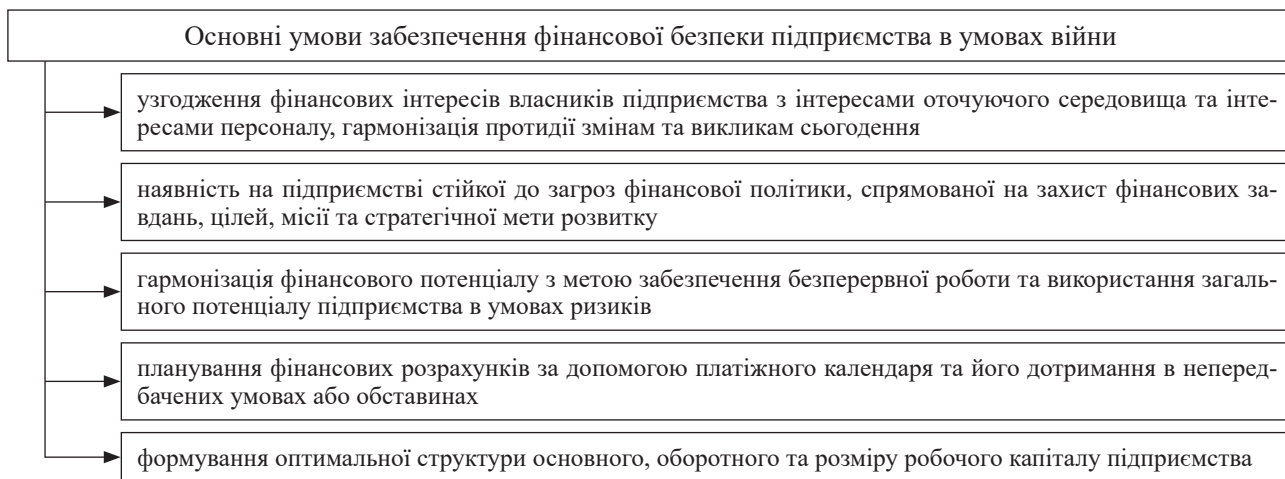 Основні умови забезпечення фінансової безпеки підприємства в умовах війни
узгодження фінансових інтересів власників підприємства з інтересами оточуючого середовища та інте-
ресами персоналу, гармонізація протидії змінам та викликам сьогодення
наявність на підприємстві стійкої до загроз фінансової політики, спрямованої на захист фінансових за-
вдань, цілей, місії та стратегічної мети розвитку
гармонізація фінансового потенціалу з метою забезпечення безперервної роботи та використання загаль-
ного потенціалу підприємства в умовах ризиків
планування фінансових розрахунків за допомогою платіжного календаря та його дотримання в неперед-
бачених умовах або обставинах
формування оптимальної структури основного, оборотного та розміру робочого капіталу підприємства